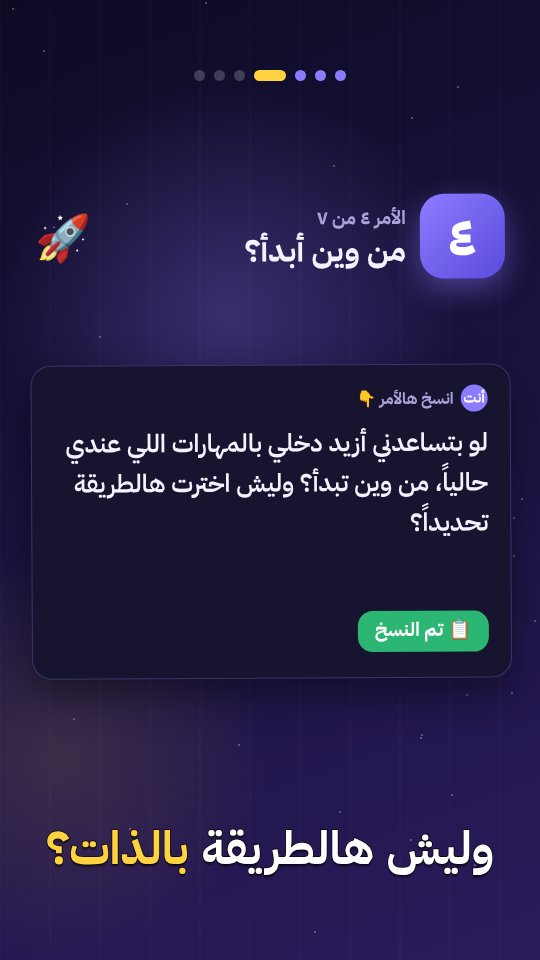 ٤
الأمر ٤ من ٧
من وين أبدأ؟
أنت
انسخ هالأمر 👇
لو بتساعدني أزيد دخلي بالمهارات اللي عندي
حالياً، من وين تبدأ؟ وليش اخترت هالطريقة
تحديداً؟
📋 تم النسخ
وليش هالطريقة بالذات؟